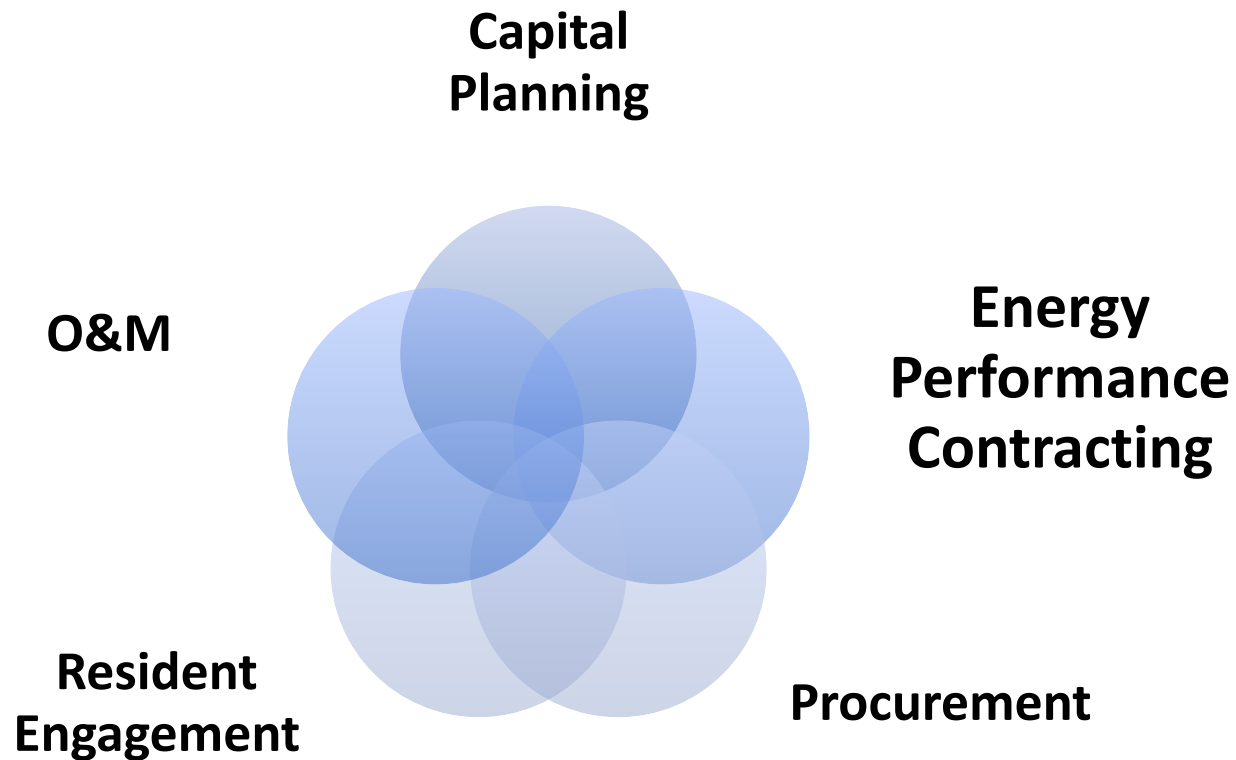 Capital
Planning
O&M
Energy
Performance
Contracting
Resident
Engagement
Procurement